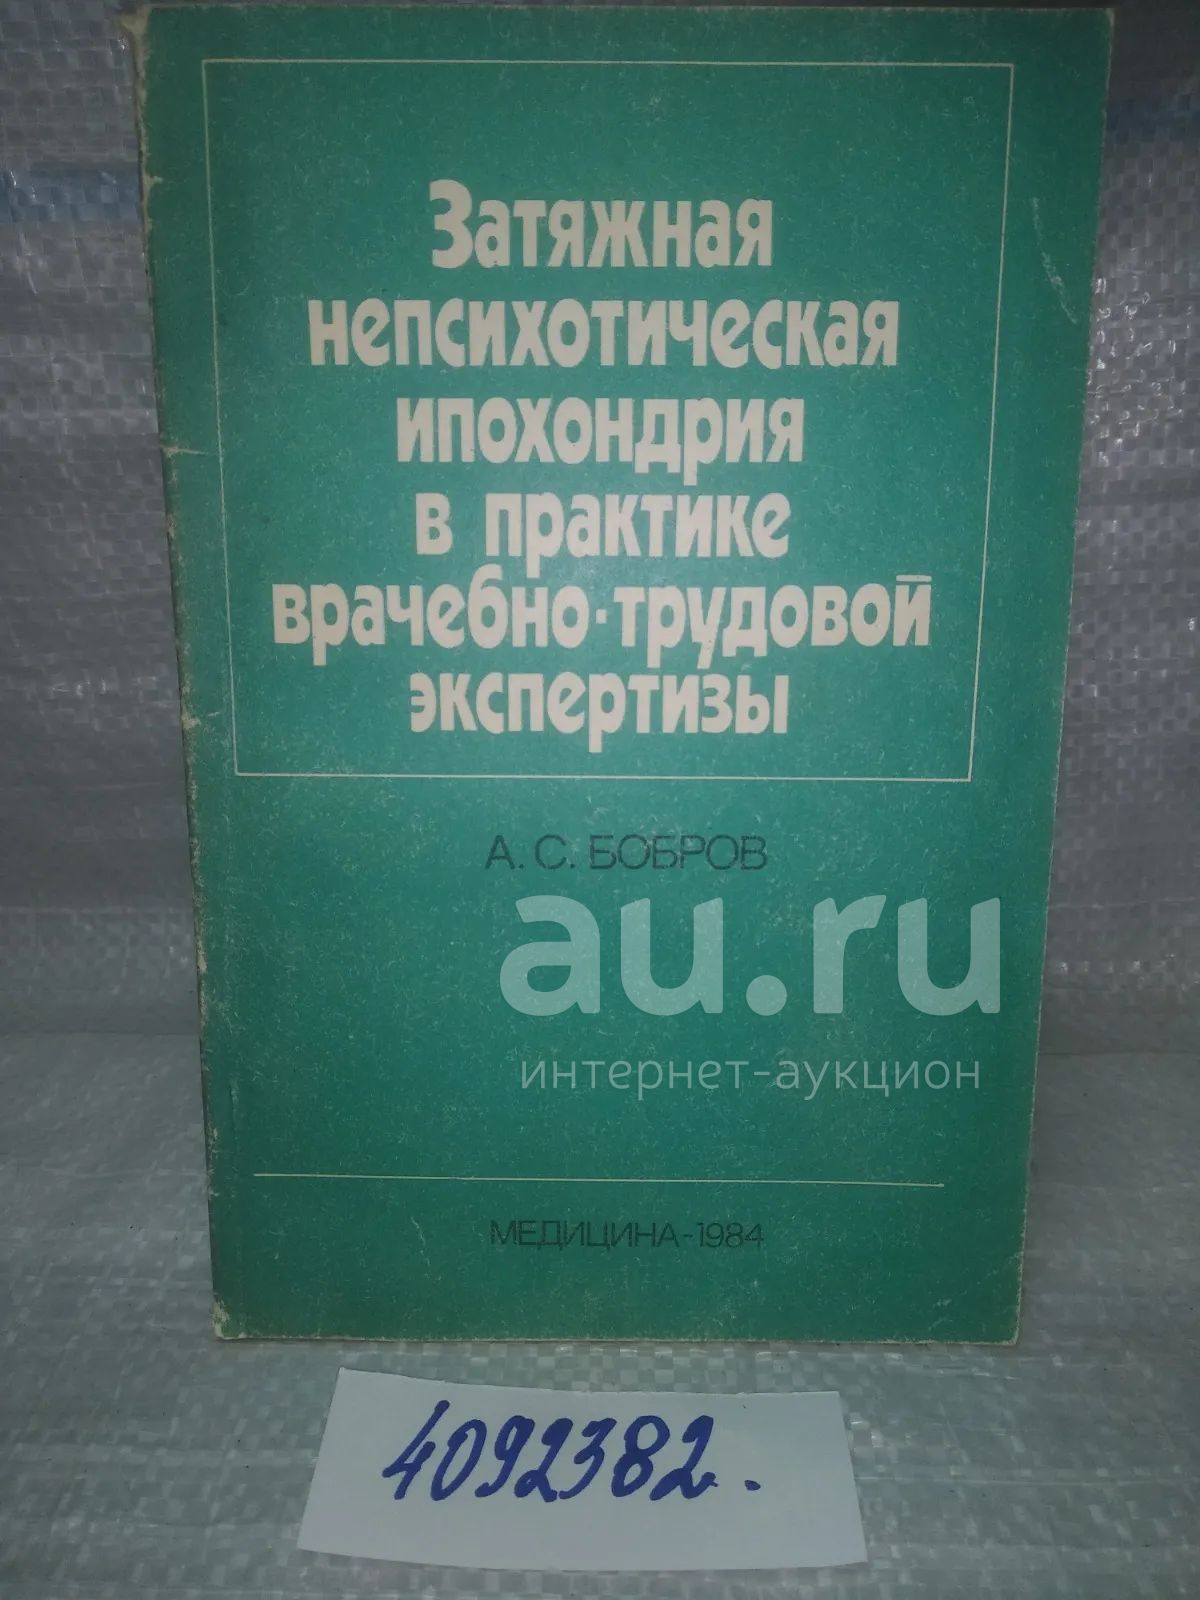 Затяжная
непсихотическая
ипохондрия
в практике
врачебно-трудовой
экспертизы
А. С. БОБРОВ
au.ru
интернет-аукцион
МЕДИЦИНА-1984
4092382.